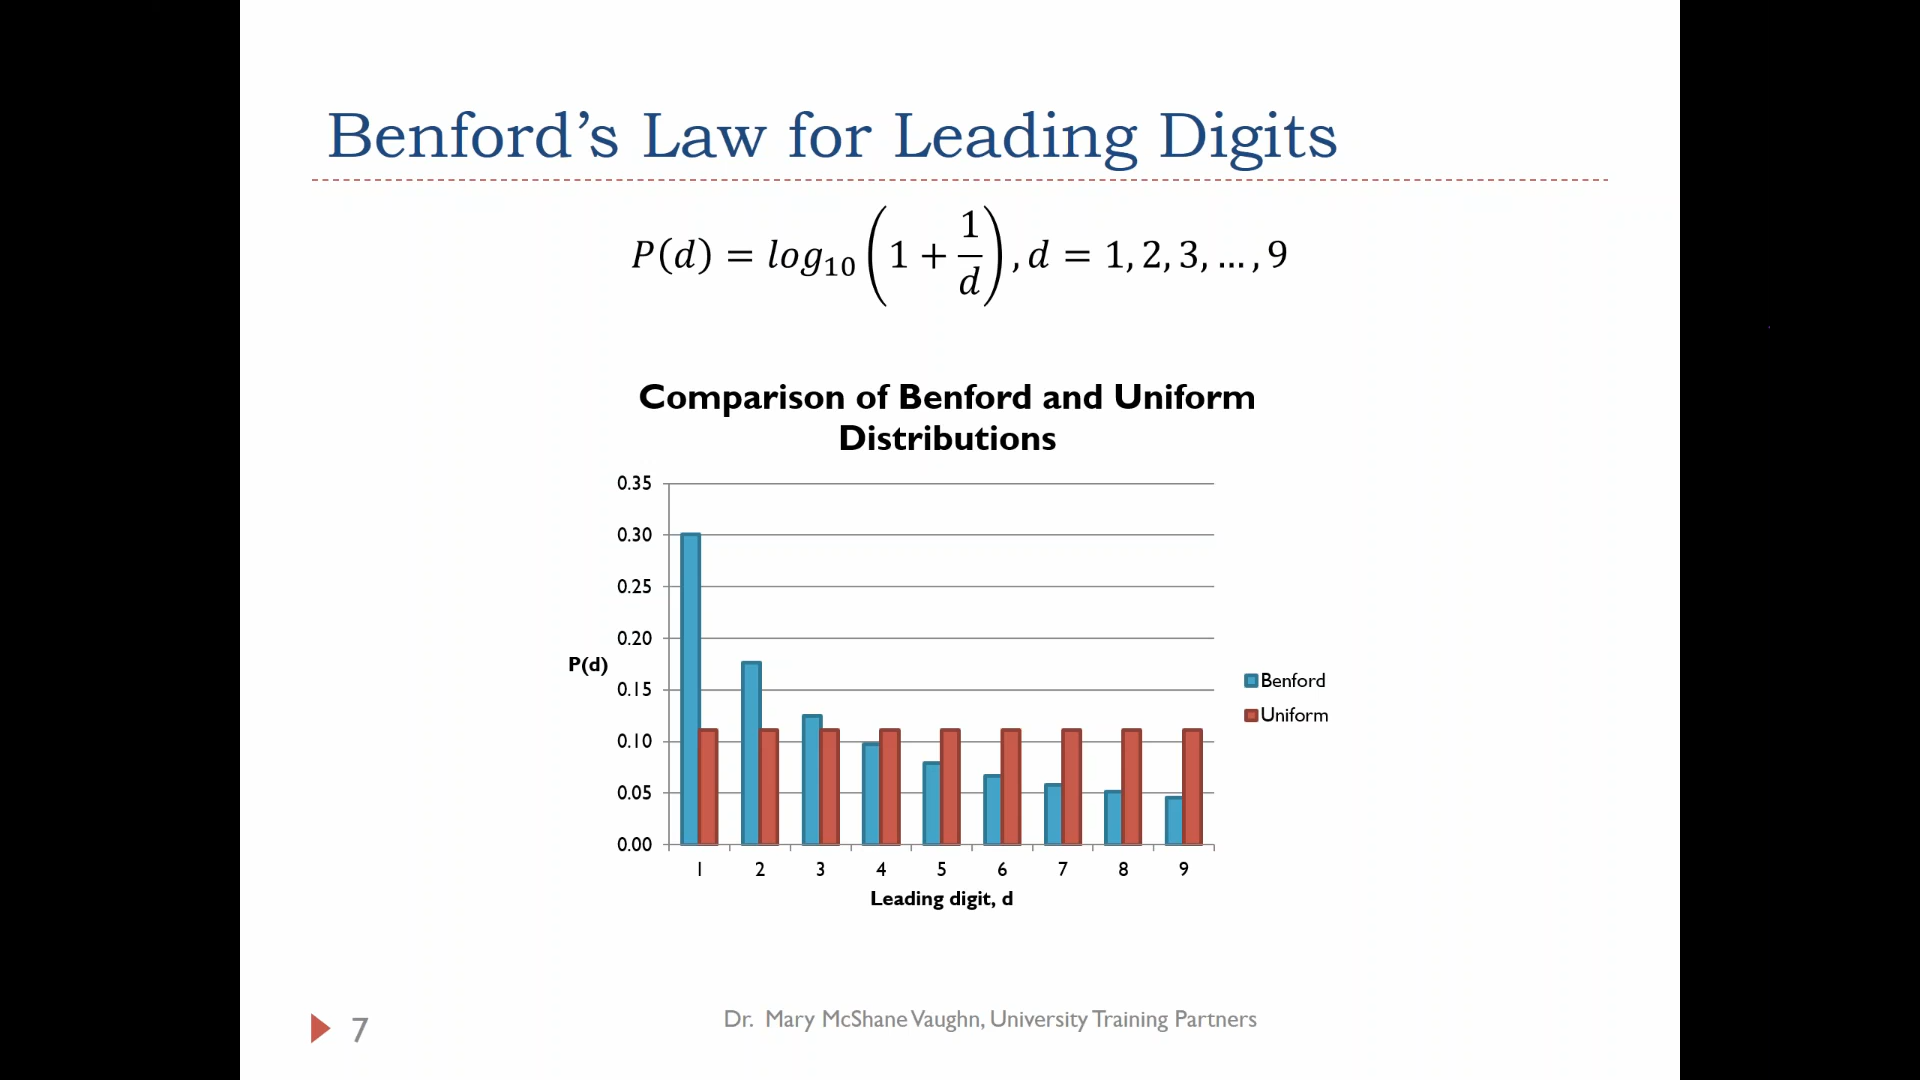 Benford’s Law for Leading Digits
P(d) = log₁₀(1 + 1/d), d = 1, 2, 3, …, 9
Comparison of Benford and Uniform
Distributions
0.35
0.30
0.25
0.20
0.15
0.10
0.05
0.00
P(d)
1 2 3 4 5 6 7 8 9
Leading digit, d
Benford
Uniform
7
Dr. Mary McShane Vaughn, University Training Partners